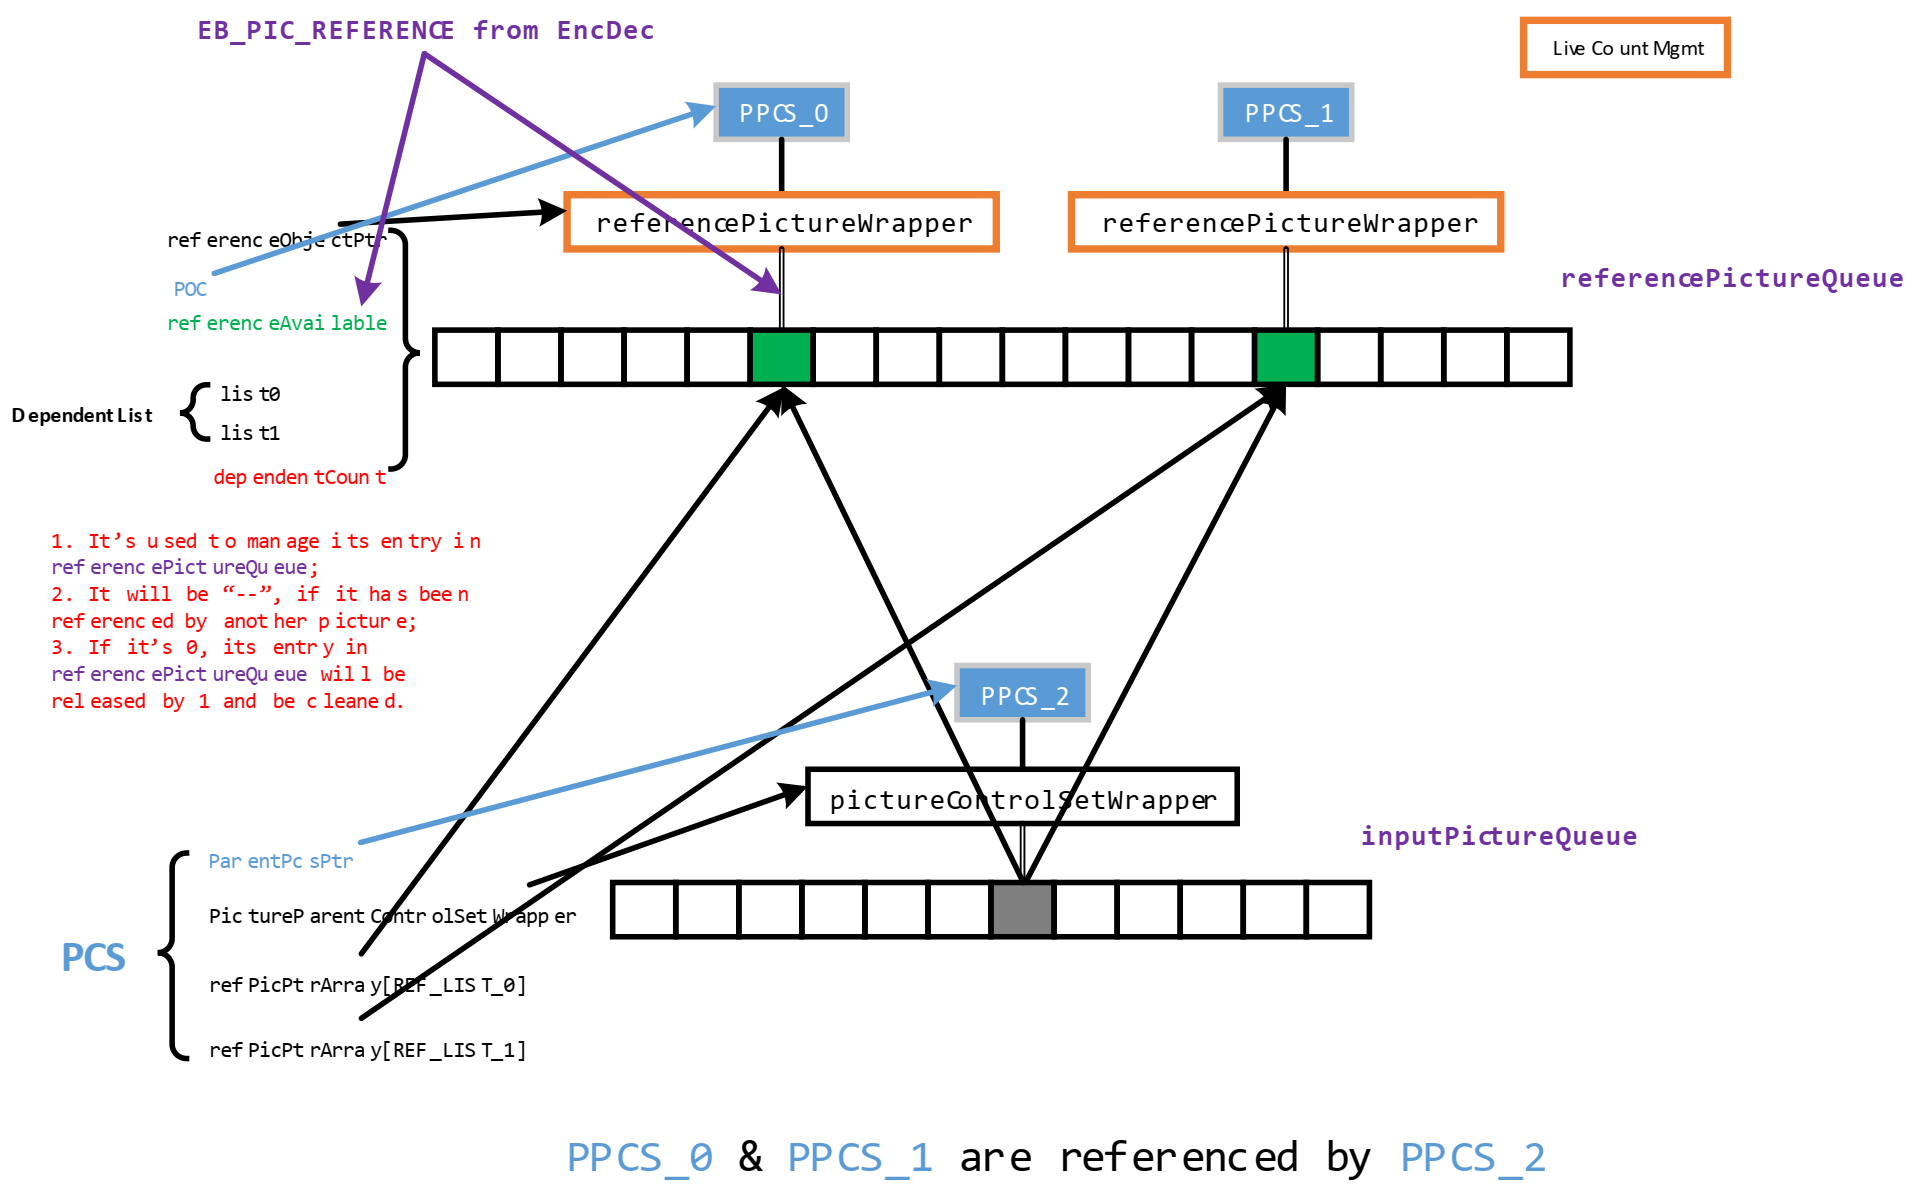 EB_PIC_REFERENCE from EncDec
Live Count Mgmt
PPCS_0
PPCS_1
referencePictureWrapper
referencePictureWrapper
referenceObjectPtr
POC
referenceAvailable
referencePictureQueue
Dependent List
list0
list1
dependentCount
1. It’s used to manage its entry in
referencePictureQueue;
2. It will be “--”, if it has been
referenced by another picture;
3. If it’s 0, its entry in
referencePictureQueue will be
released by 1 and be cleaned.
PPCS_2
pictureControlSetWrapper
inputPictureQueue
PCS
ParentPcsPtr
PictureParentControlSetWrapper
refPicPtrArray[REF_LIST_0]
refPicPtrArray[REF_LIST_1]
PPCS_0 & PPCS_1 are referenced by PPCS_2